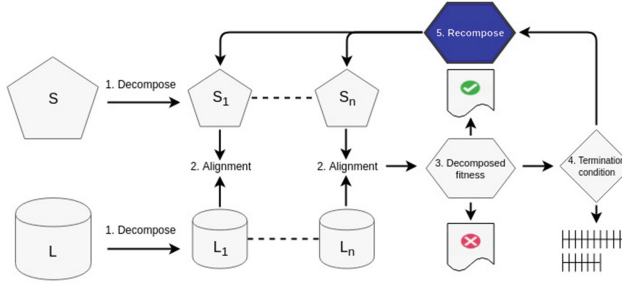 5. Recompose
S
1. Decompose
S1
Sn
2. Alignment
2. Alignment
3. Decomposed
fitness
4. Termination
condition
L
1. Decompose
L1
Ln